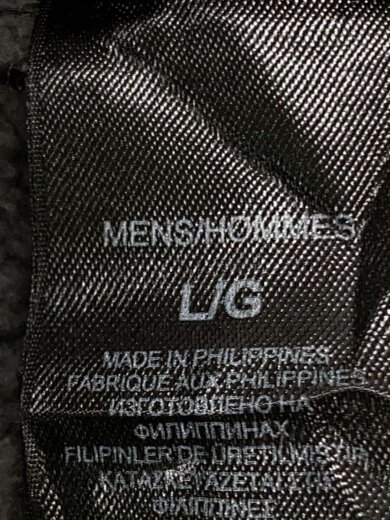 MENS/HOMMES
L/G
MADE IN PHILIPPINES
FABRIQUE AUX PHILIPPINES
ИЗГОТОВЛЕНО НА
ФИЛИППИНАХ
FILIPINLER'DE URETILMISTIR
ΚΑΤΑΣΚΕΥΑΖΕΤΑΙ ΣΤΙΣ
ΦΙΛΙΠΠΙΝΕΣ